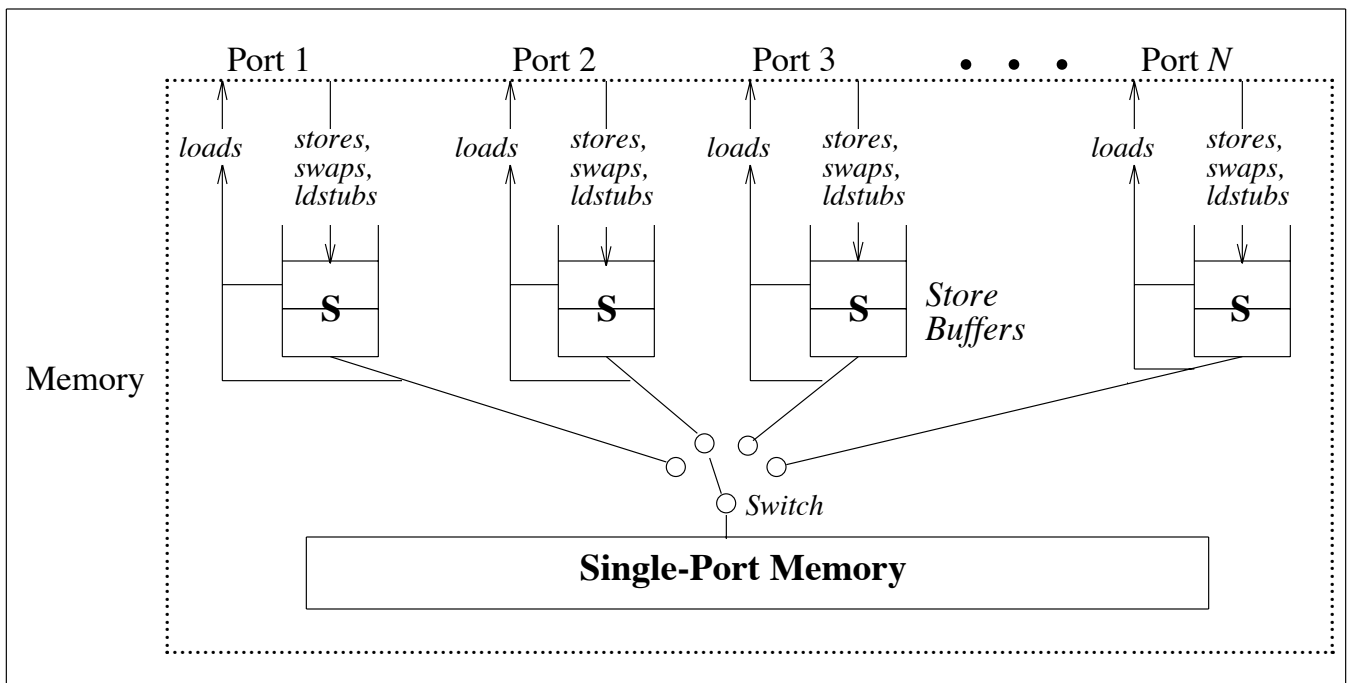 Port 1 Port 2 Port 3 • • • Port N
loads stores, loads stores, loads stores, loads stores,
swaps, swaps, swaps, swaps,
ldstubs ldstubs ldstubs ldstubs
S S S Store S
Buffers
Memory
Switch
Single-Port Memory